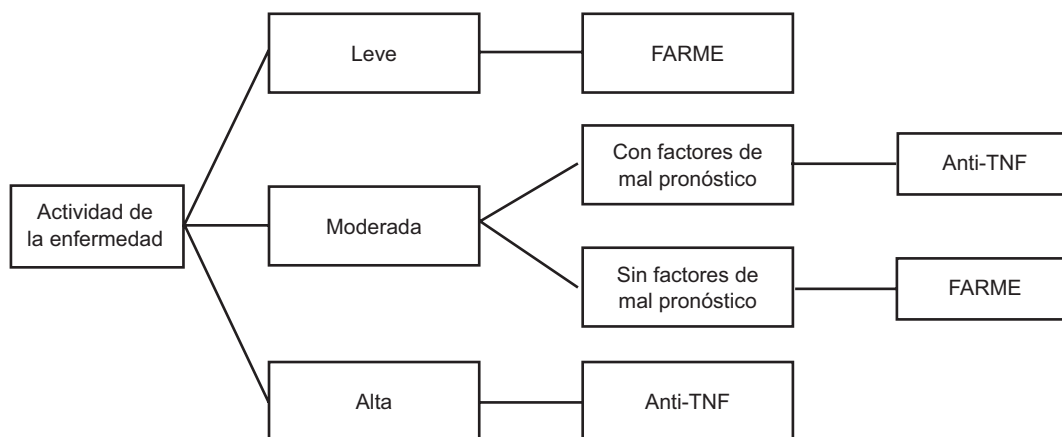 Leve
FARME
Con factores de
mal pronóstico
Anti-TNF
Actividad de
la enfermedad
Moderada
Sin factores de
mal pronóstico
FARME
Alta
Anti-TNF